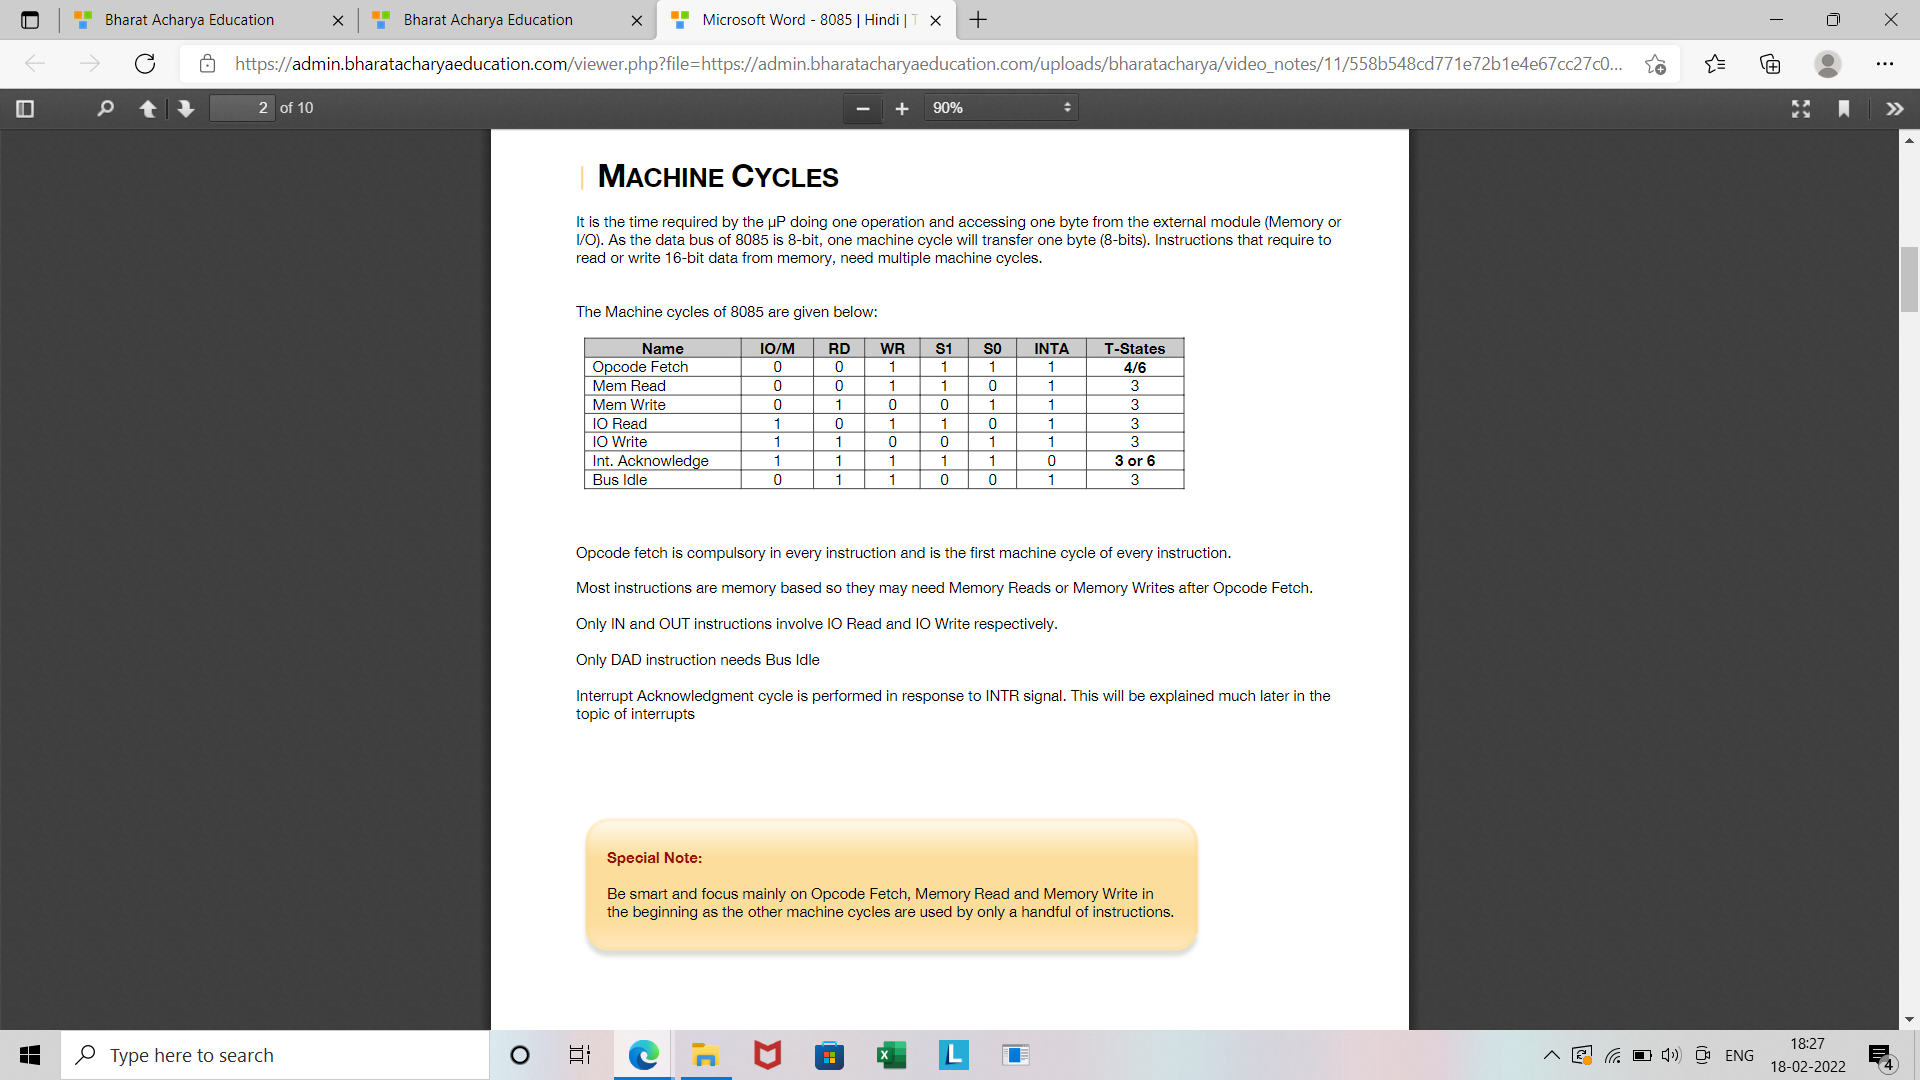 Bharat Acharya Education
Bharat Acharya Education
Microsoft Word - 8085 | Hindi |
https://admin.bharatacharyaeducation.com/viewer.php?file=https://admin.bharatacharyaeducation.com/uploads/bharatacharya/video_notes/11/558b548cd771e72b1e4e67cc27c0...
2 of 10
90%
MACHINE CYCLES
It is the time required by the µP doing one operation and accessing one byte from the external module (Memory or
I/O). As the data bus of 8085 is 8-bit, one machine cycle will transfer one byte (8-bits). Instructions that require to
read or write 16-bit data from memory, need multiple machine cycles.
The Machine cycles of 8085 are given below:
Name IO/M RD WR S1 S0 INTA T-States
Opcode Fetch 0 0 1 1 1 1 4/6
Mem Read 0 0 1 1 0 1 3
Mem Write 0 1 0 0 1 1 3
IO Read 1 0 1 1 0 1 3
IO Write 1 1 0 0 1 1 3
Int. Acknowledge 1 1 1 1 1 0 3 or 6
Bus Idle 0 1 1 0 0 1 3
Opcode fetch is compulsory in every instruction and is the first machine cycle of every instruction.
Most instructions are memory based so they may need Memory Reads or Memory Writes after Opcode Fetch.
Only IN and OUT instructions involve IO Read and IO Write respectively.
Only DAD instruction needs Bus Idle
Interrupt Acknowledgment cycle is performed in response to INTR signal. This will be explained much later in the
topic of interrupts
Special Note:
Be smart and focus mainly on Opcode Fetch, Memory Read and Memory Write in
the beginning as the other machine cycles are used by only a handful of instructions.
Type here to search
L
ENG
18:27
18-02-2022
4